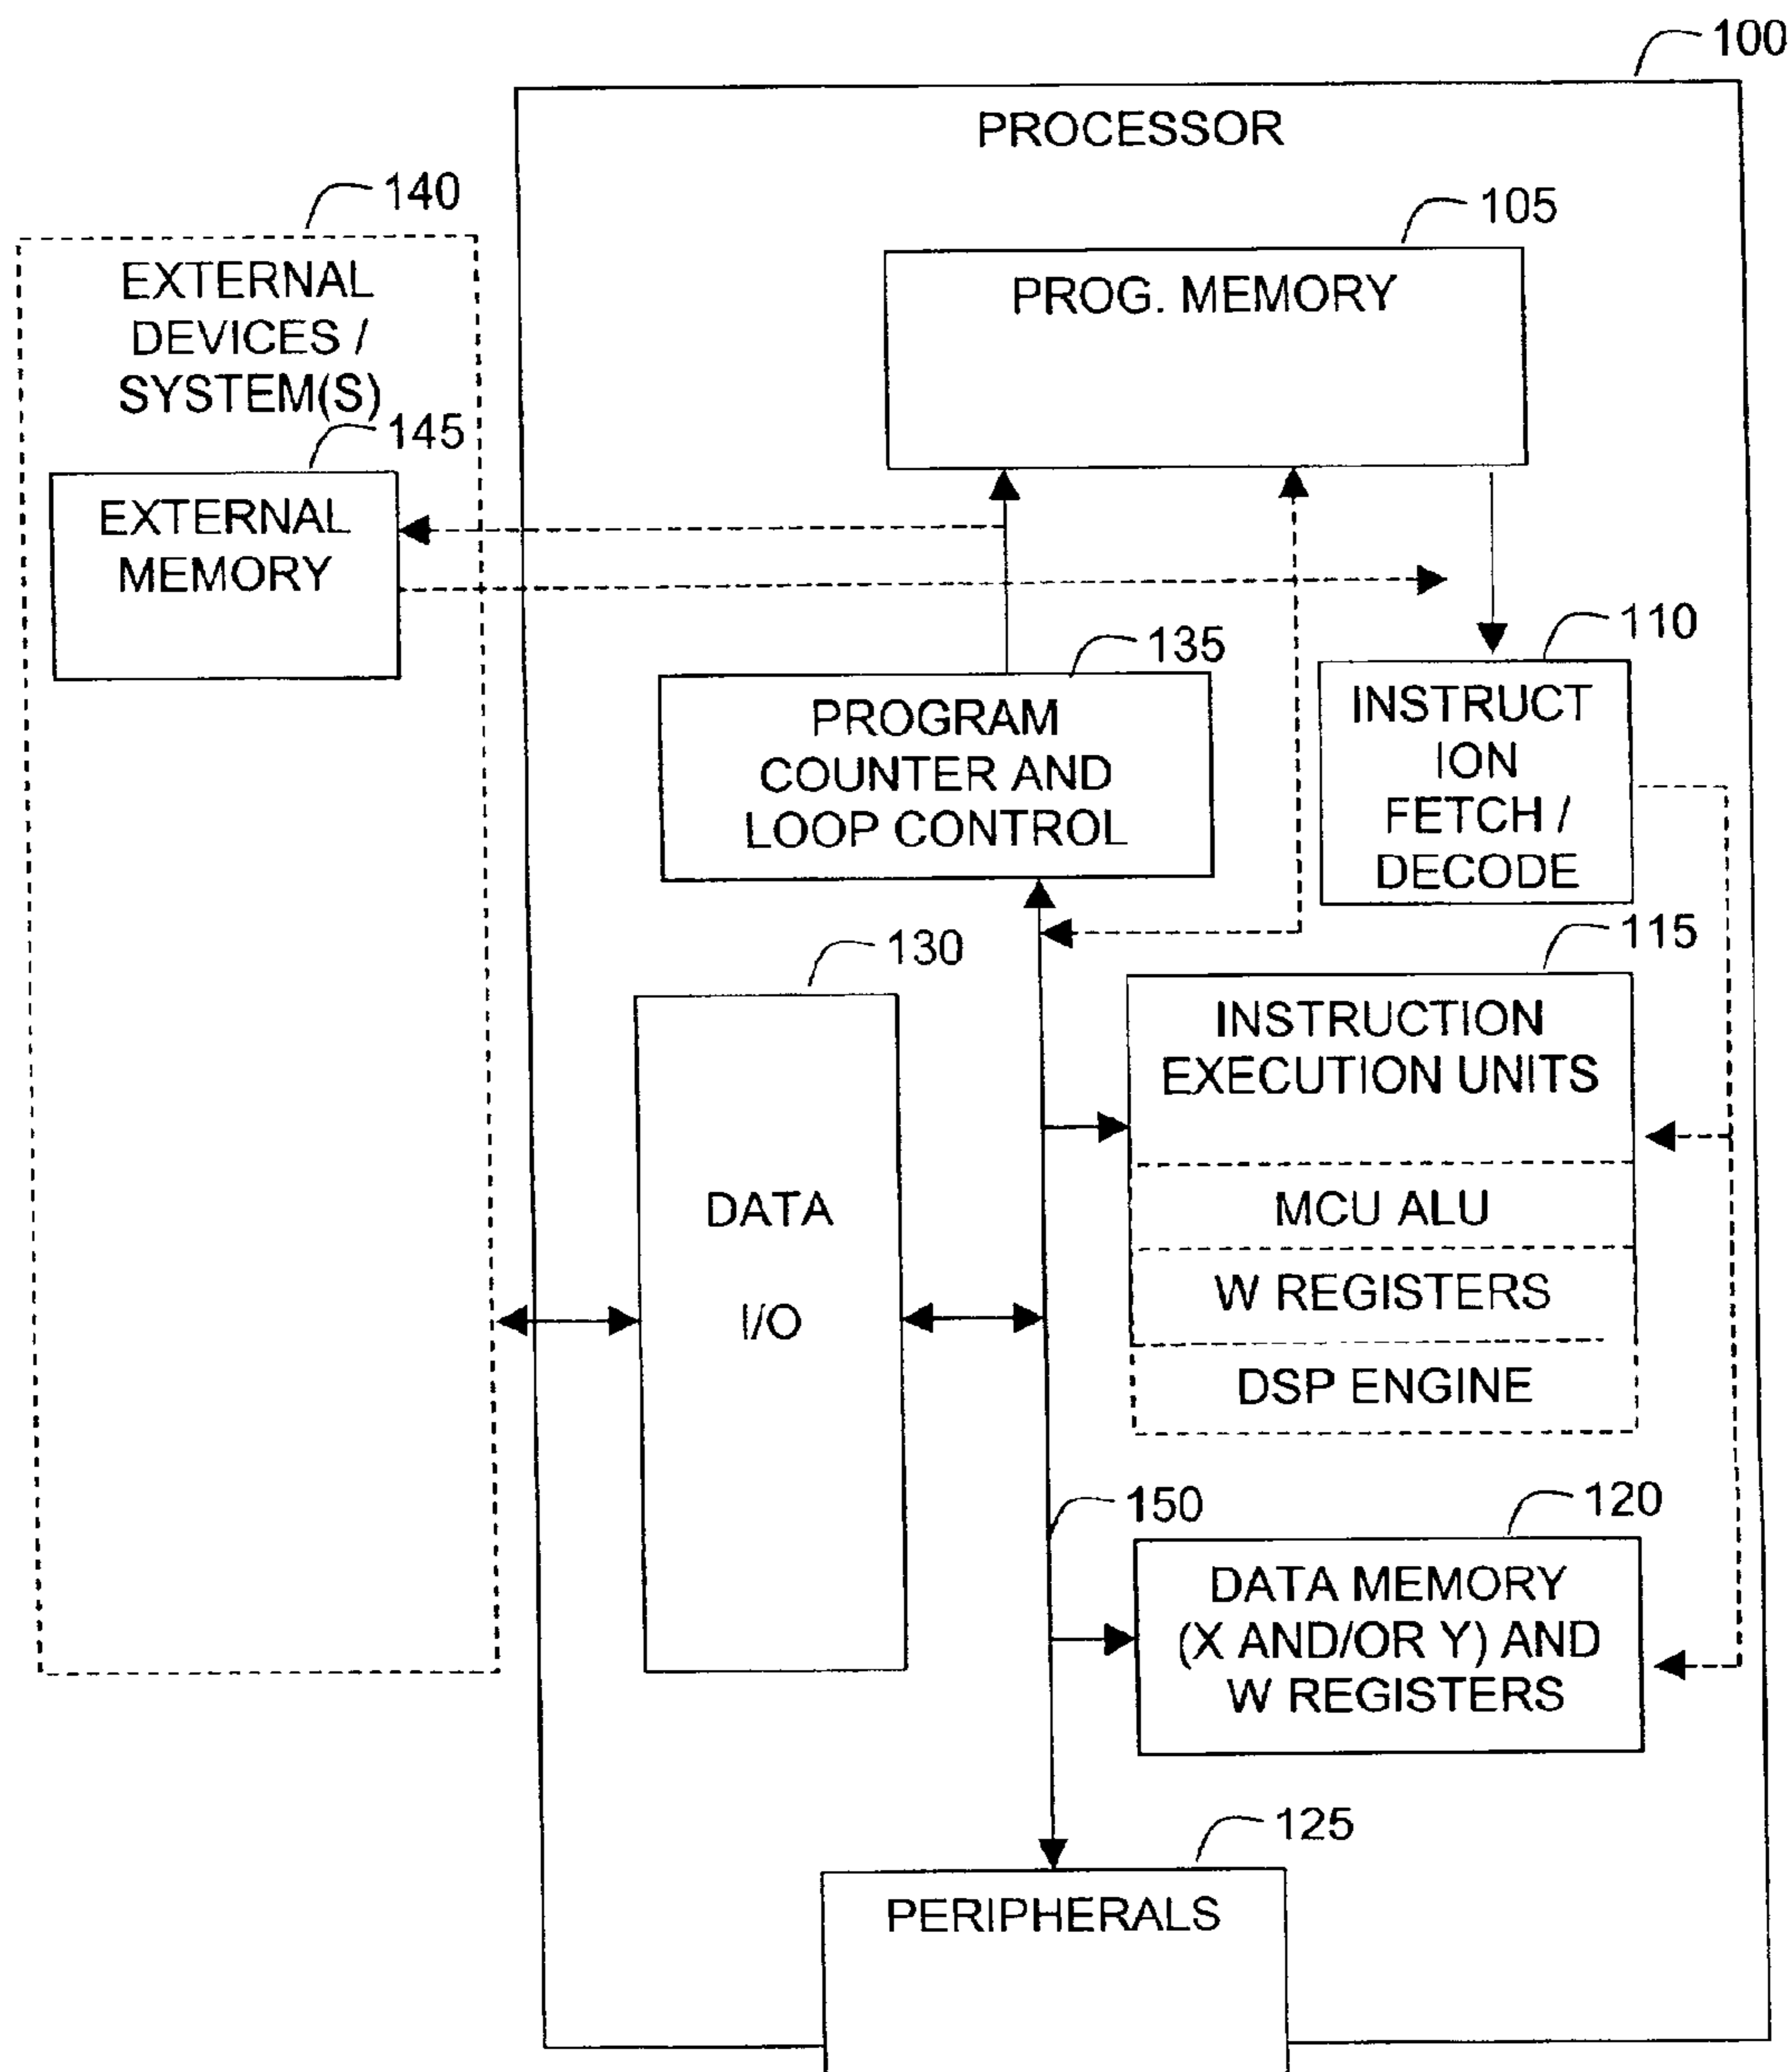 100
PROCESSOR
140
105
EXTERNAL
DEVICES /
SYSTEM(S)
PROG. MEMORY
145
EXTERNAL
MEMORY
135
110
PROGRAM
COUNTER AND
LOOP CONTROL
INSTRUCT
ION
FETCH /
DECODE
130
115
INSTRUCTION
EXECUTION UNITS
MCU ALU
W REGISTERS
DSP ENGINE
DATA
I/O
150
120
DATA MEMORY
(X AND/OR Y) AND
W REGISTERS
125
PERIPHERALS